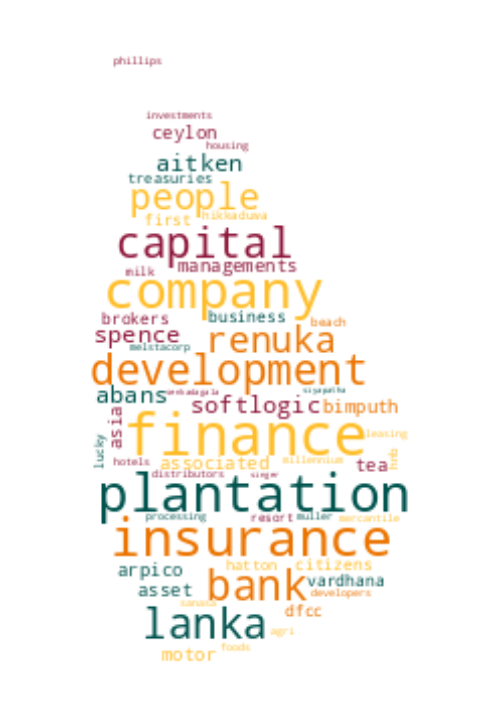 phillips
investments
ceylon
housing
aitken
treasuries
people
first hikkaduwa
capital
milk managements
company
brokers business beach
spence renuka
melstacorp
development
abans senkadagala siyapatha
softlogic bimputh
asia
finance leasing
lucky
hotels associated millennium tea hnb
distributors singer
plantation
processing resort muller mercantile
insurance
arpico hatton citizens
asset bank vardhana
developers
sanasa dfcc
lanka agri
motor foods